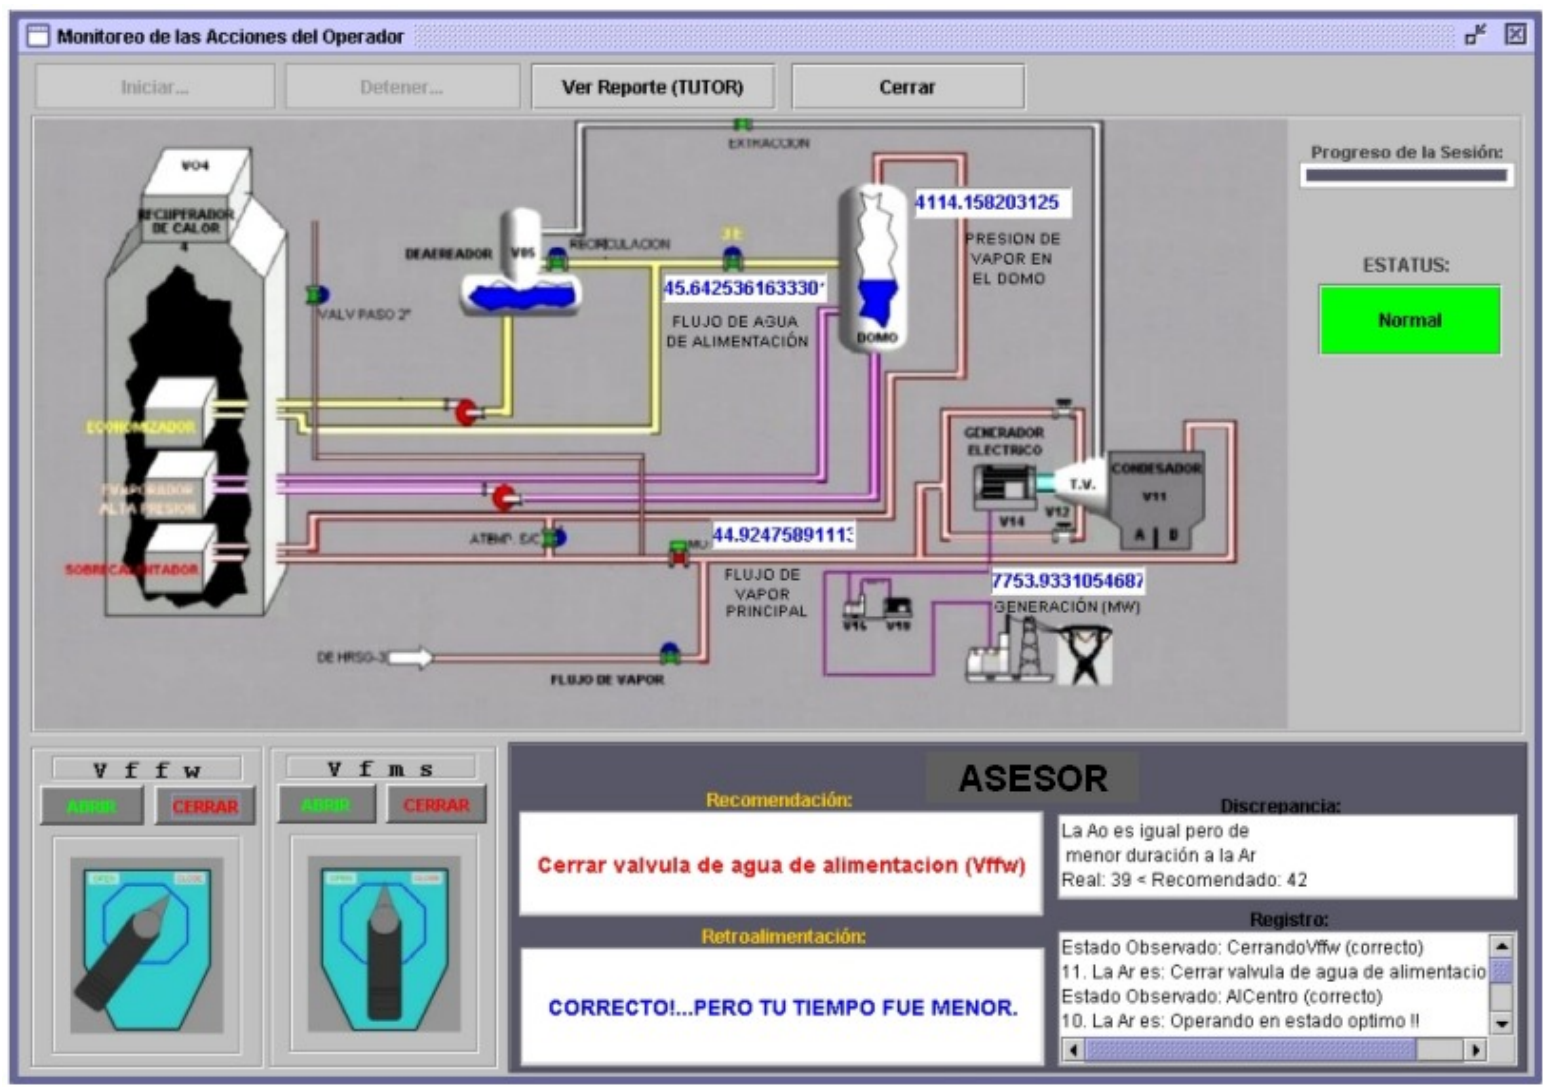 Monitoreo de las Acciones del Operador
Iniciar...
Detener...
Ver Reporte (TUTOR)
Cerrar
EXTRACCION
Progreso de la Sesión:
V04
RECUPERADOR
DE CALOR
4
DEAEREADOR
V05
RECIRCULACION
4114.158203125
PRESION DE
VAPOR EN
EL DOMO
ESTATUS:
Normal
VALV PASO 2°
45.642536163330
FLUJO DE AGUA
DE ALIMENTACIÓN
DOMO
ECONOMIZADOR
GENERADOR
ELECTRICO
CONDESADOR
V11
T.V.
V12
V14
A B
EVAPORADOR
ALTA PRESION
ATEMP. S/C
44.92475891113
FLUJO DE
VAPOR
PRINCIPAL
SOBRECALENTADOR
7753.9331054687
GENERACIÓN (MW)
DE HRSG-3
FLUJO DE VAPOR
V f f w
ABRIR
CERRAR
OPEN
CLOSE
V f m s
ABRIR
CERRAR
OPEN
CLOSE
ASESOR
Recomendación:
Cerrar valvula de agua de alimentacion (Vffw)
Retroalimentación:
CORRECTO!...PERO TU TIEMPO FUE MENOR.
Discrepancia:
La Ao es igual pero de
menor duración a la Ar
Real: 39 < Recomendado: 42
Registro:
Estado Observado: CerrandoVffw (correcto)
11. La Ar es: Cerrar valvula de agua de alimentacio
Estado Observado: AlCentro (correcto)
10. La Ar es: Operando en estado optimo !!